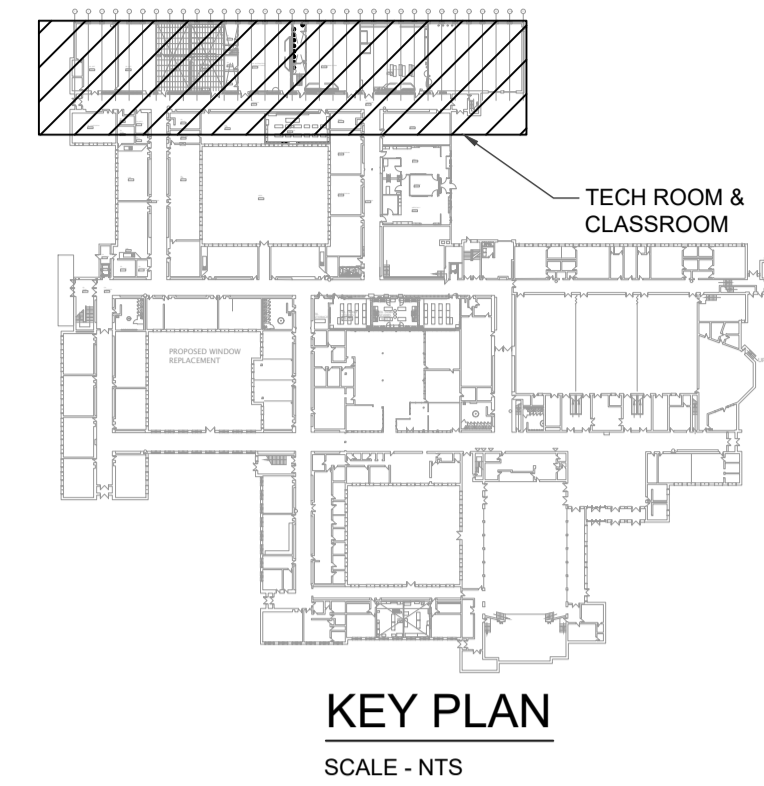 TECH ROOM &
CLASSROOM
PROPOSED WINDOW
REPLACEMENT
KEY PLAN
SCALE - NTS